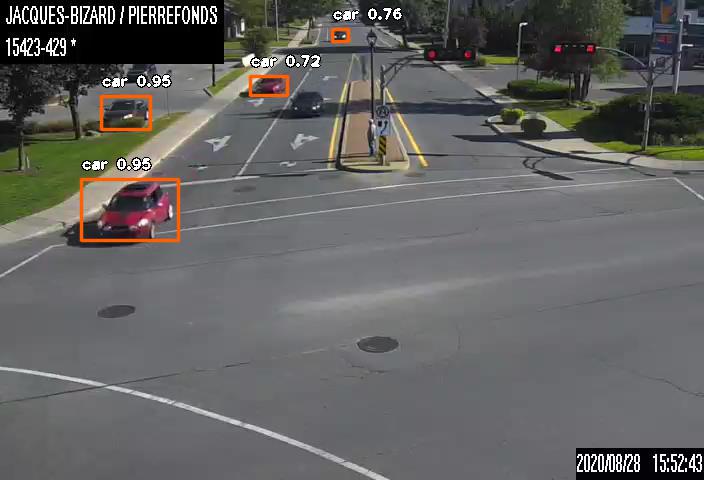 JACQUES-BIZARD / PIERREFONDS
15423-429 *
car 0.76
car 0.72
car 0.95
car 0.95
2020/08/28 15:52:43